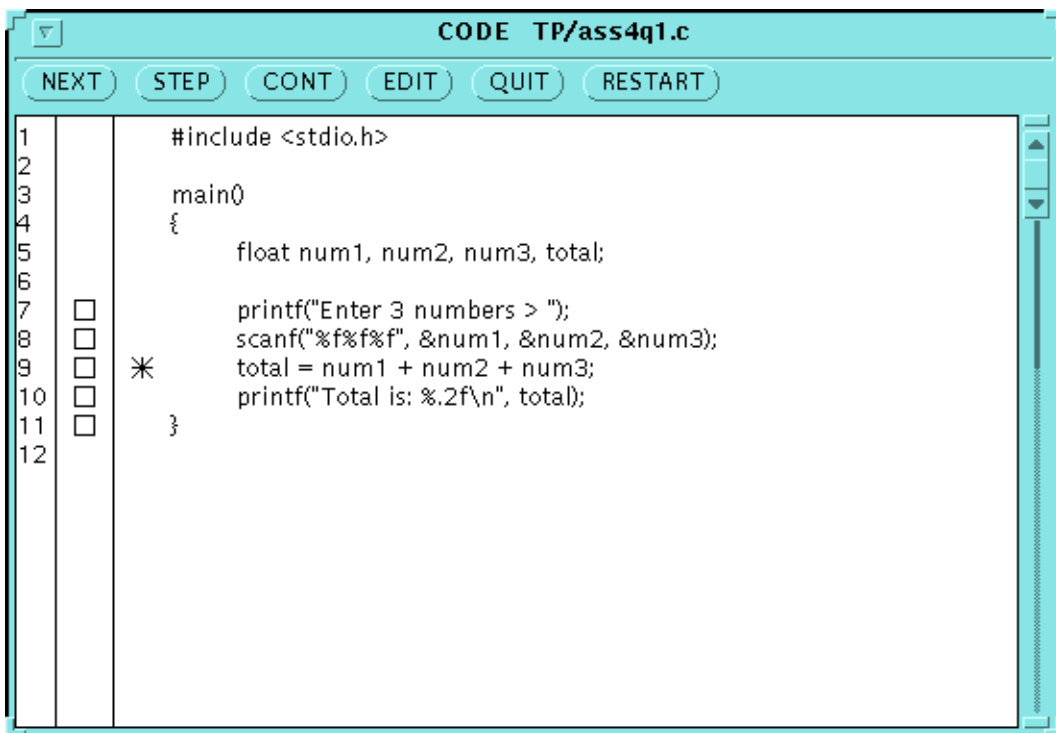 CODE TP/ass4q1.c
NEXT STEP CONT EDIT QUIT RESTART
1 #include <stdio.h>
2
3 main()
4 {
5 float num1, num2, num3, total;
6
7 printf("Enter 3 numbers > ");
8 scanf("%f%f%f", &num1, &num2, &num3);
9 total = num1 + num2 + num3;
10 printf("Total is: %.2f\n", total);
11 }
12